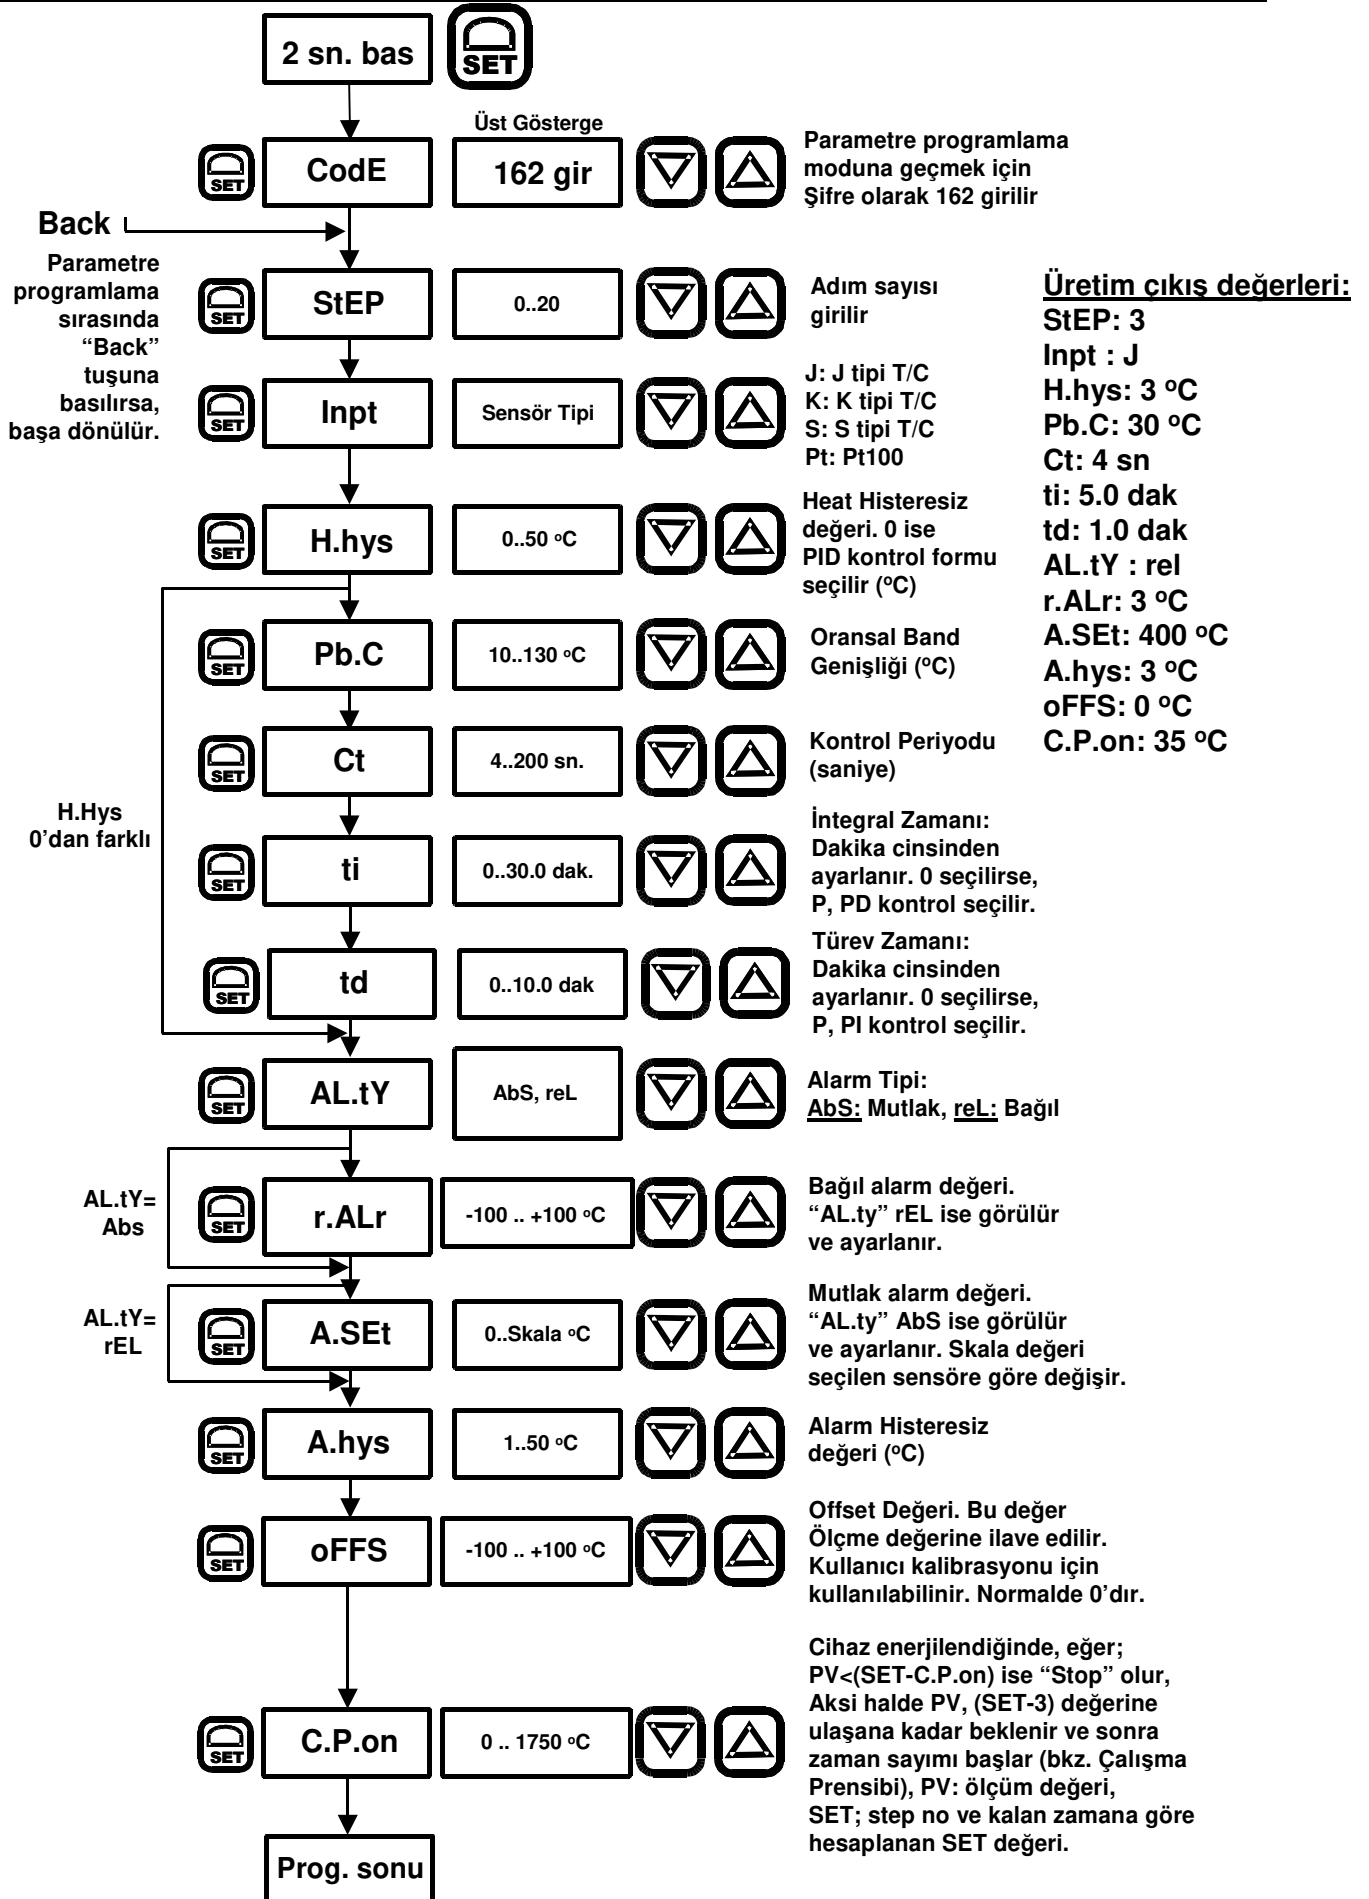 2 sn. bas
SET
Üst Gösterge
SET
CodE
162 gir
Parametre programlama
moduna geçmek için
Şifre olarak 162 girilir
Back
Parametre
programlama
sırasında
“Back”
tuşuna
basılırsa,
başa dönülür.
SET
StEP
0..20
Adım sayısı
girilir
SET
Inpt
Sensör Tipi
J: J tipi T/C
K: K tipi T/C
S: S tipi T/C
Pt: Pt100
SET
H.hys
0..50 ºC
Heat Histeresiz
değeri. 0 ise
PID kontrol formu
seçilir (ºC)
SET
Pb.C
10..130 ºC
Oransal Band
Genişliği (ºC)
SET
Ct
4..200 sn.
Kontrol Periyodu
(saniye)
H.Hys
0’dan farklı
SET
ti
0..30.0 dak.
İntegral Zamanı:
Dakika cinsinden
ayarlanır. 0 seçilirse,
P, PD kontrol seçilir.
SET
td
0..10.0 dak
Türev Zamanı:
Dakika cinsinden
ayarlanır. 0 seçilirse,
P, PI kontrol seçilir.
SET
AL.tY
AbS, reL
Alarm Tipi:
AbS: Mutlak, reL: Bağıl
AL.tY=
Abs
SET
r.ALr
-100 .. +100 ºC
Bağıl alarm değeri.
“AL.ty” rEL ise görülür
ve ayarlanır.
AL.tY=
rEL
SET
A.SEt
0..Skala ºC
Mutlak alarm değeri.
“AL.ty” AbS ise görülür
ve ayarlanır. Skala değeri
seçilen sensöre göre değişir.
SET
A.hys
1..50 ºC
Alarm Histeresiz
değeri (ºC)
SET
oFFS
-100 .. +100 ºC
Offset Değeri. Bu değer
Ölçme değerine ilave edilir.
Kullanıcı kalibrasyonu için
kullanılabilinir. Normalde 0’dır.
SET
C.P.on
0 .. 1750 ºC
Cihaz enerjilendiğinde, eğer;
PV<(SET-C.P.on) ise “Stop” olur,
Aksi halde PV, (SET-3) değerine
ulaşana kadar beklenir ve sonra
zaman sayımı başlar (bkz. Çalışma
Prensibi), PV: ölçüm değeri,
SET; step no ve kalan zamana göre
hesaplanan SET değeri.
Prog. sonu
Üretim çıkış değerleri:
StEP: 3
Inpt : J
H.hys: 3 ºC
Pb.C: 30 ºC
Ct: 4 sn
ti: 5.0 dak
td: 1.0 dak
AL.tY : rel
r.ALr: 3 ºC
A.SEt: 400 ºC
A.hys: 3 ºC
oFFS: 0 ºC
C.P.on: 35 ºC